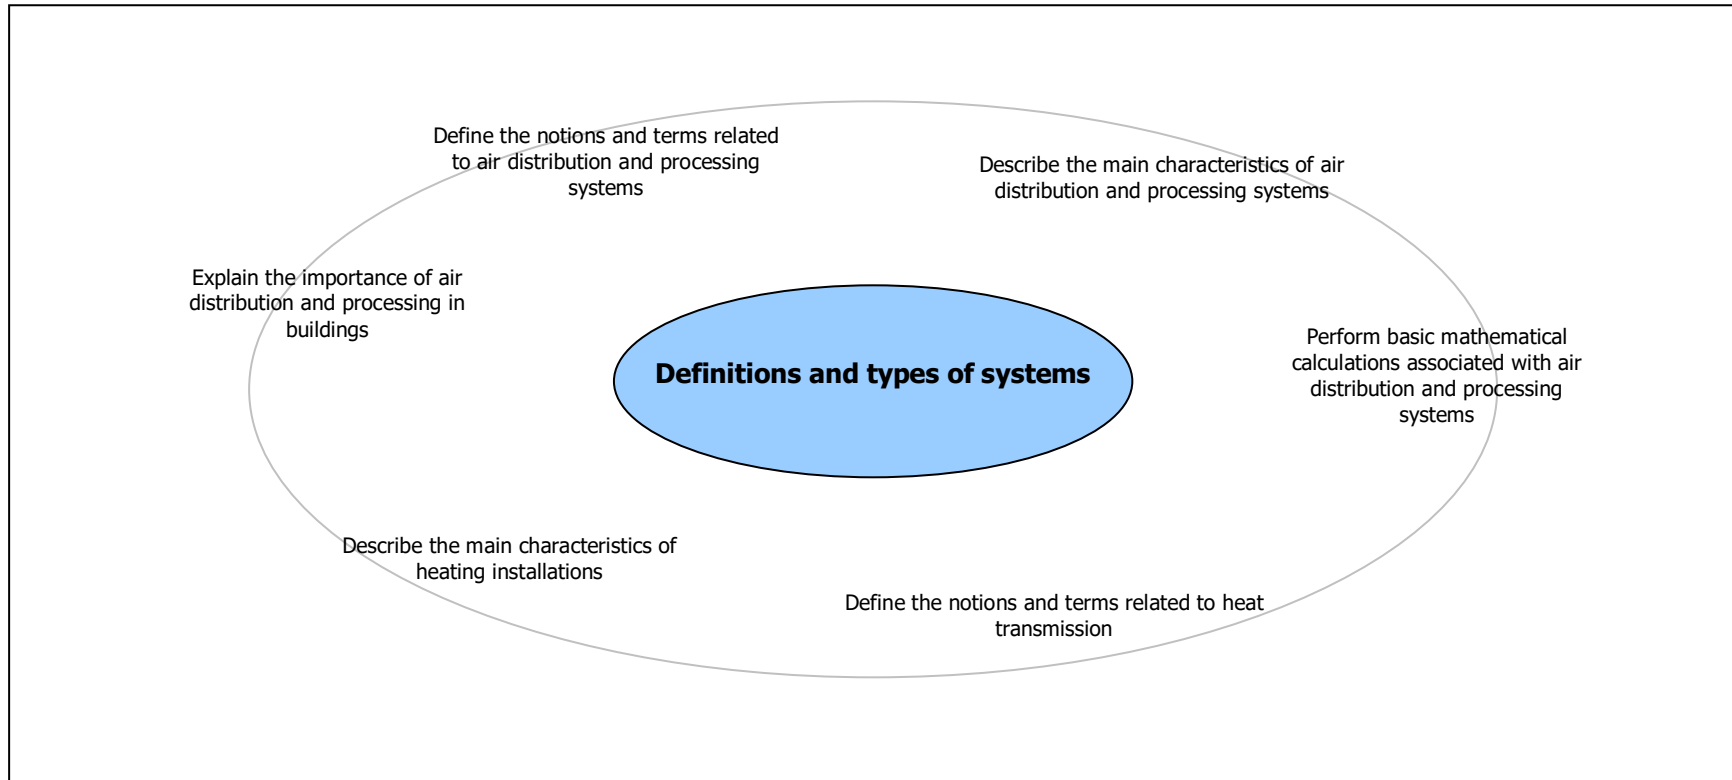 Define the notions and terms related
to air distribution and processing
systems
Describe the main characteristics of air
distribution and processing systems
Explain the importance of air
distribution and processing in
buildings
Definitions and types of systems
Perform basic mathematical
calculations associated with air
distribution and processing
systems
Describe the main characteristics of
heating installations
Define the notions and terms related to heat
transmission